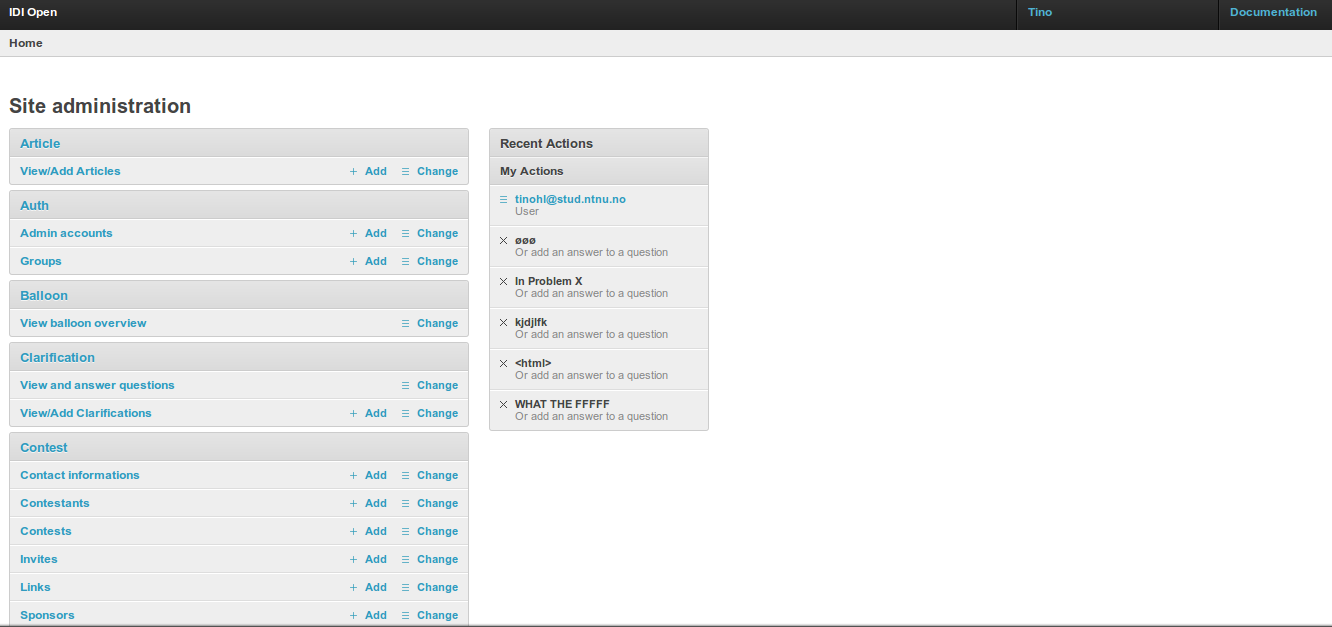 IDI Open
Tino
Documentation
Home
Site administration
Article
View/Add Articles Add Change
Auth
Admin accounts Add Change
Groups Add Change
Balloon
View balloon overview Change
Clarification
View and answer questions Change
View/Add Clarifications Add Change
Contest
Contact informations Add Change
Contestants Add Change
Contests Add Change
Invites Add Change
Links Add Change
Sponsors Add Change
Recent Actions
My Actions
tinohl@stud.ntnu.no
User
øøø
Or add an answer to a question
In Problem X
Or add an answer to a question
kjdjlfk
Or add an answer to a question
<html>
Or add an answer to a question
WHAT THE FFFFF
Or add an answer to a question